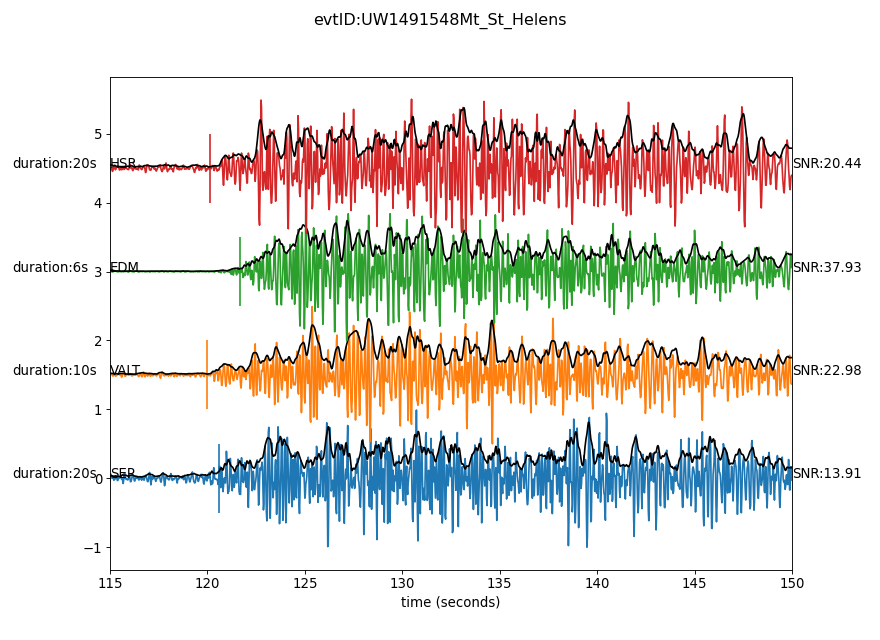 evtID:UW1491548Mt_St_Helens
5
duration:20s HSR SNR:20.44
4
duration:6s 3 EDM SNR:37.93
2
duration:10s VALT SNR:22.98
1
duration:20s 0 SEP SNR:13.91
−1
115 120 125 130 135 140 145 150
time (seconds)